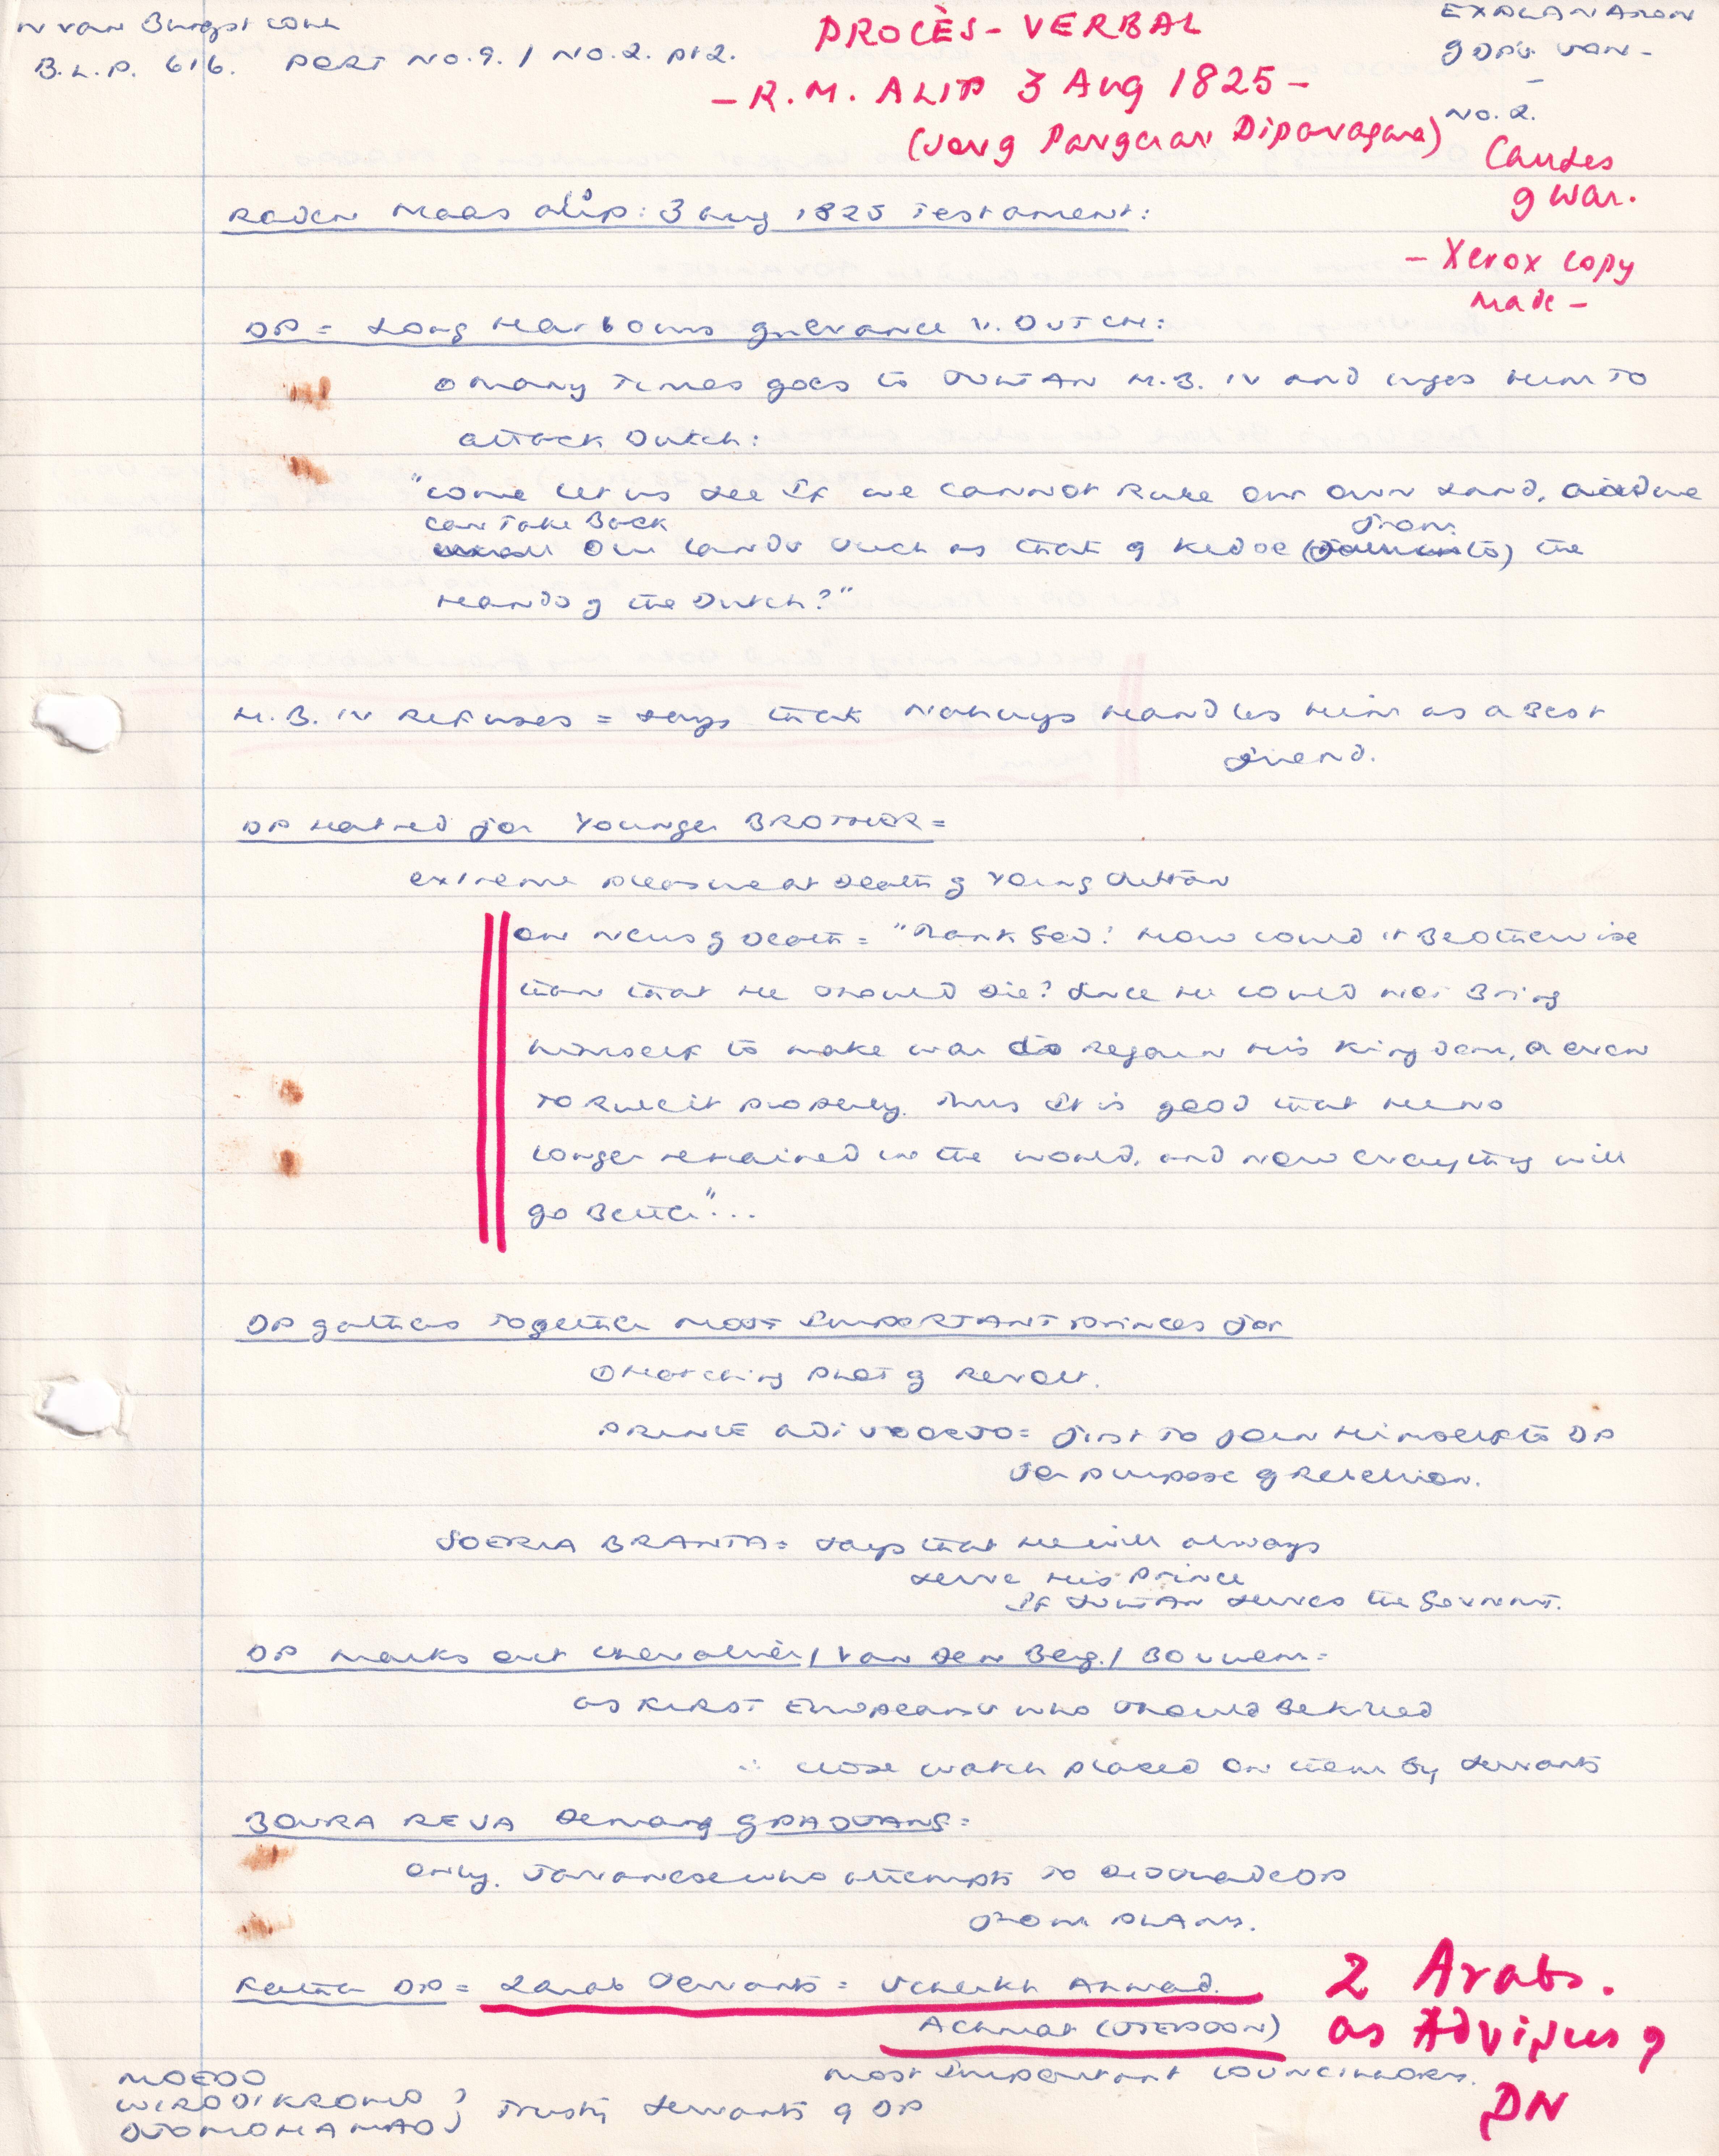 N van Burgst Coll
B.L.P. 616. PORT No.9. / No.2. pt 2.
PROCÈS-VERBAL
- R.M. ALIP 3 Aug 1825 -
(Jong Pangeran Dipanagara)
EXPLANATION
No. 2.
Causes
of War.
- Xerox copy
made -
Raden Maas Alip: 3 Aug 1825 Testament:
DP = Long Harbours grievance v. DUTCH:
o many times goes to SULTAN H.B. IV and urges him to
attack Dutch:
"Come let us see If we cannot Rule our own Land, and we
can take Back our lands such as that of Kedoe (from) the
Hands of the Dutch?"
H.B. IV Refuses = says that Nahuys Handles him as a Best
friend.
DP Hatred for Younger BROTHER =
extreme pleasure at Death of Young Sultan
on News of Death = "Thank God! How could it Be otherwise
than that He should Die? Since He could not Bring
himself to make war to Regain His Kingdom, or even
to Rule it properly. Thus It is good that He no
longer remained in the world, and now everything will
go Better"...
DP gathers together most IMPORTANT princes for
Hatching plot of Revolt.
PRINCE ADI = first to join Himself to DP
for purpose of Rebellion.
SOERIA BRANTA = says that He will always
serve His Prince
If SULTAN serves the Govnmt.
DP marks out Chevallier / Van Den Berg. / Bouwens =
as FIRST Europeans who should Be killed
∴ close watch placed on them by servants
Demang of =
only. Javanese who attempts to Dissuade DP
from PLANS.
Father DP = Servants = Scheikh Ahmad.
Achmat
most Important councillors.
2 Arabs.
as Advisers of
DN
MOEDO
WIRODIKROMO
DJOMOHAMAD } Trusty servants of DP